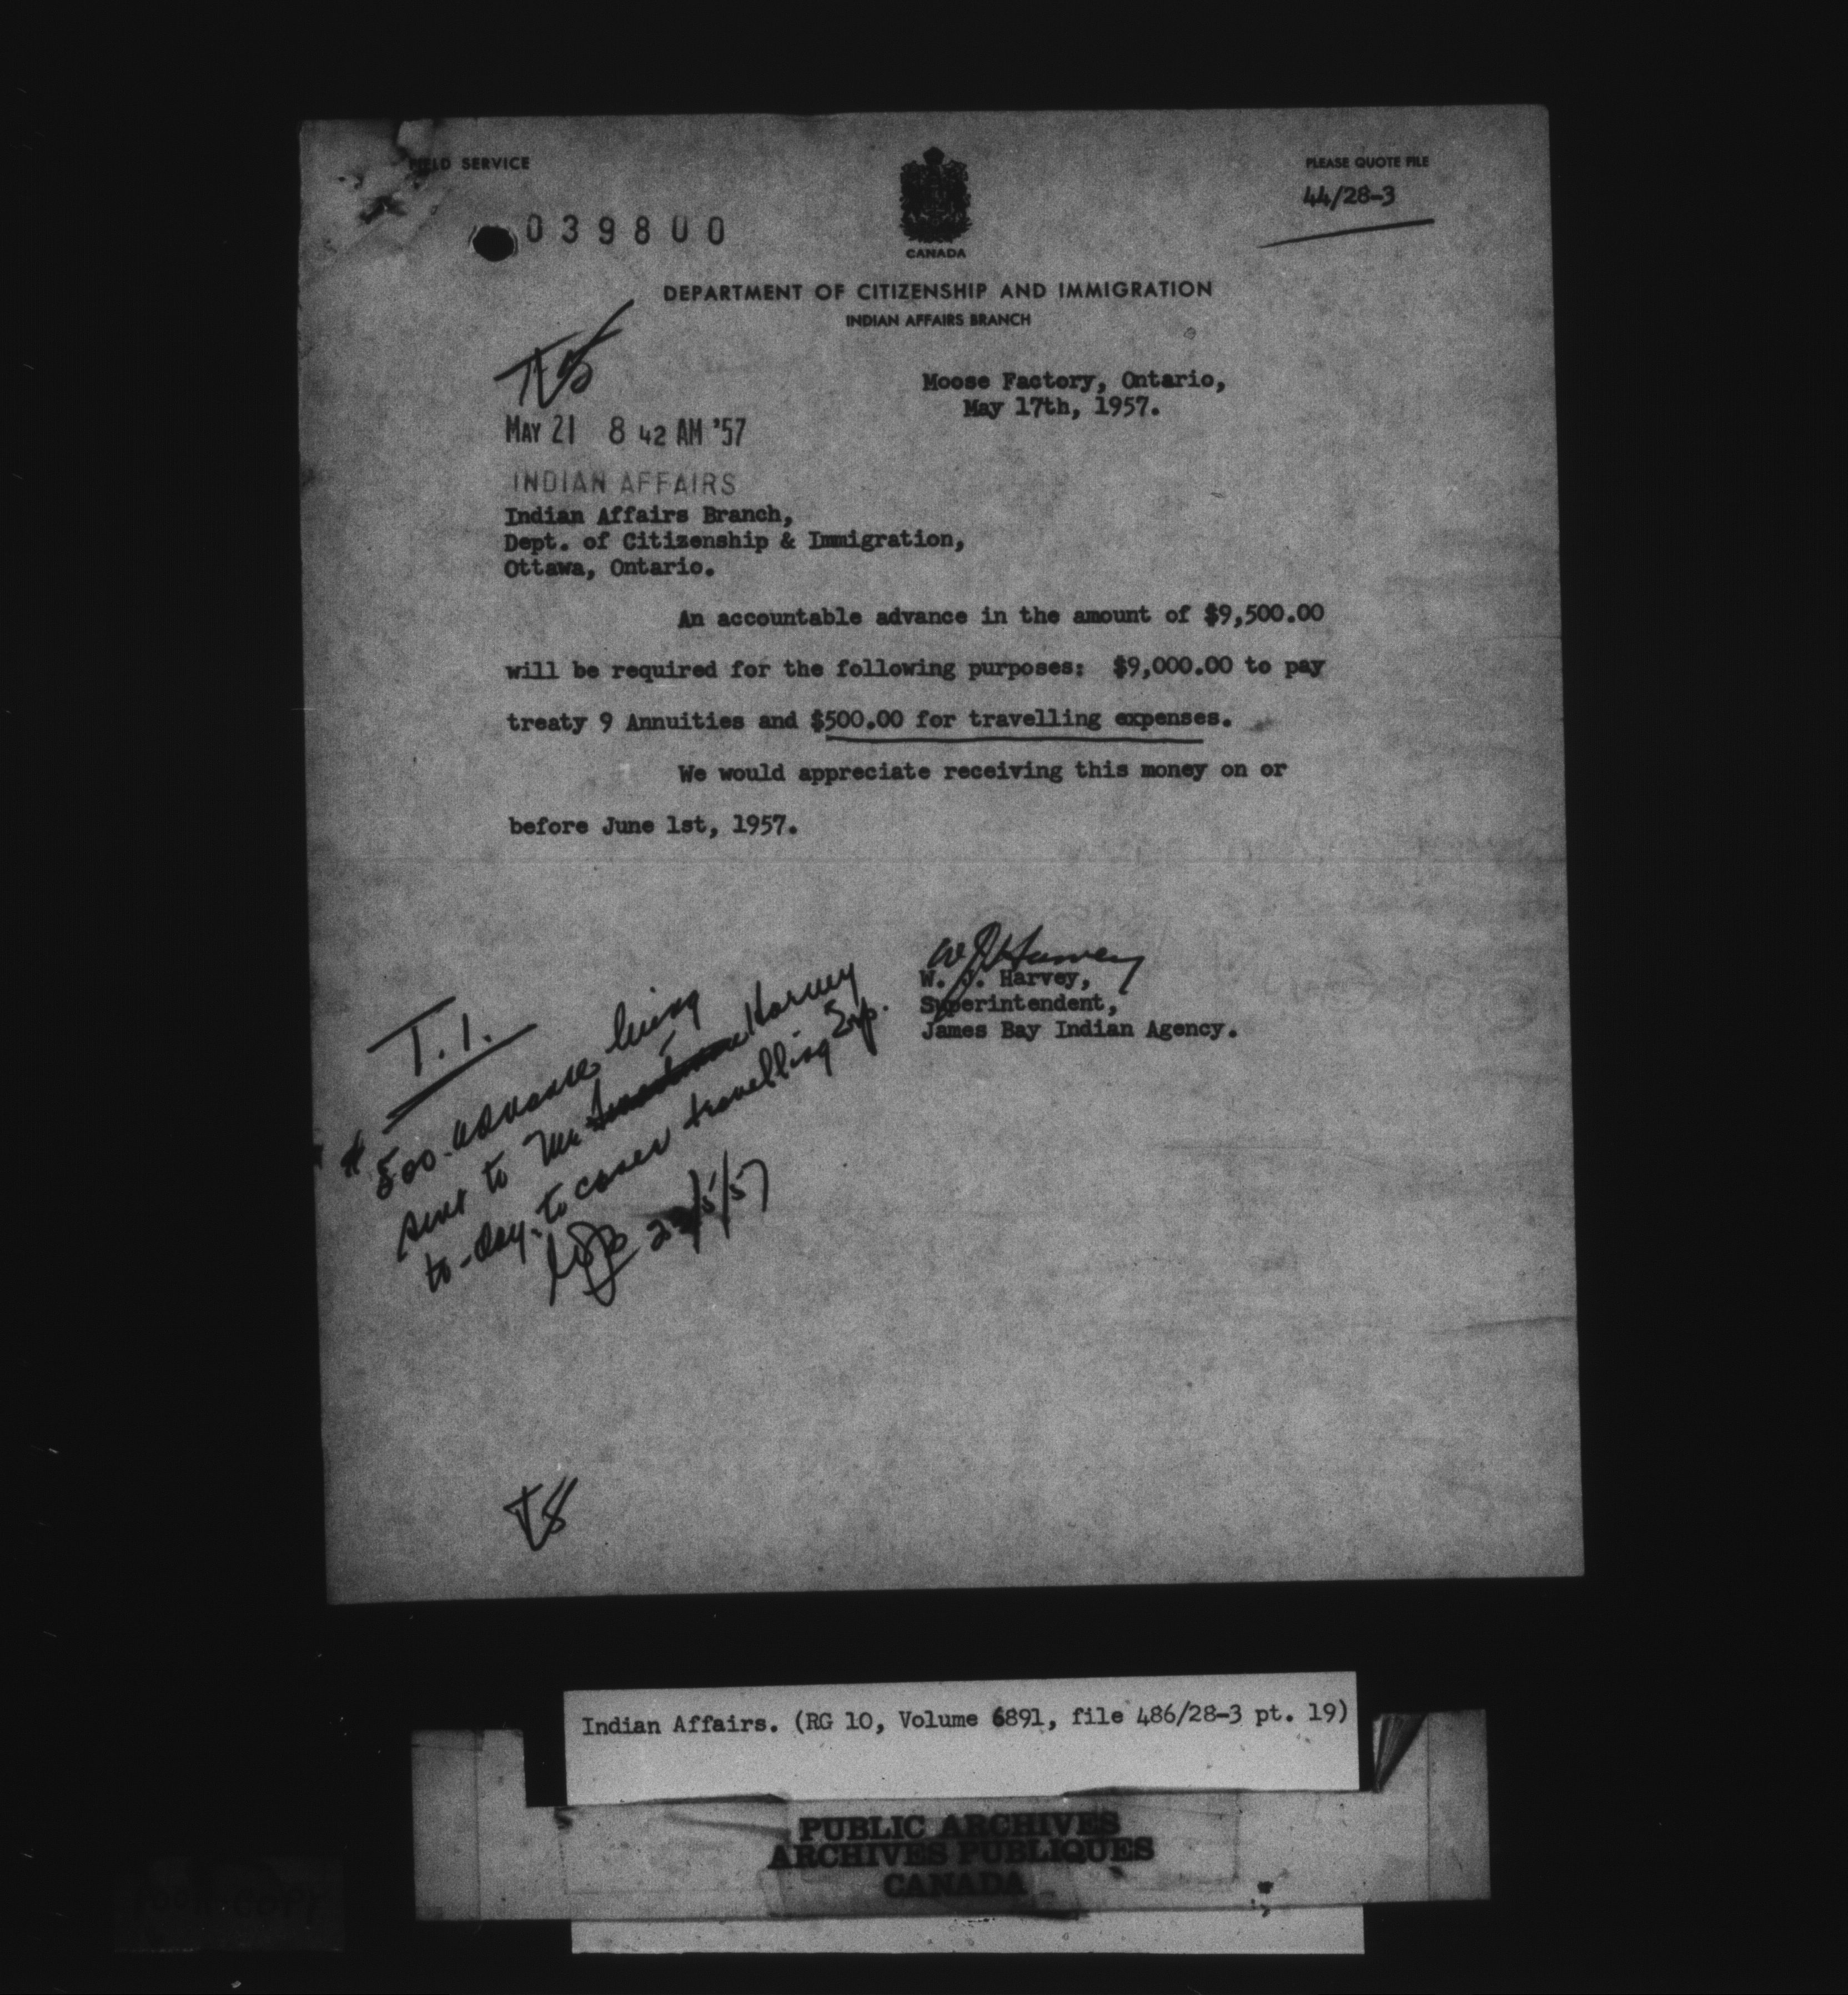 FIELD SERVICE
PLEASE QUOTE FILE
44/28-3
039800
CANADA
DEPARTMENT OF CITIZENSHIP AND IMMIGRATION
INDIAN AFFAIRS BRANCH
Moose Factory, Ontario,
May 17th, 1957.
MAY 21 8 42 AM '57
INDIAN AFFAIRS
Indian Affairs Branch,
Dept. of Citizenship & Immigration,
Ottawa, Ontario.
An accountable advance in the amount of $9,500.00
will be required for the following purposes: $9,000.00 to pay
treaty 9 Annuities and $500.00 for travelling expenses.
We would appreciate receiving this money on or
before June 1st, 1957.
W J Harvey
W. J. Harvey,
Superintendent,
James Bay Indian Agency.
T.I.
$500. advance being
sent to Mr Harvey
to-day. to cover travelling Exp.
Indian Affairs. (RG 10, Volume 6891, file 486/28-3 pt. 19)
PUBLIC ARCHIVES
ARCHIVES PUBLIQUES
CANADA